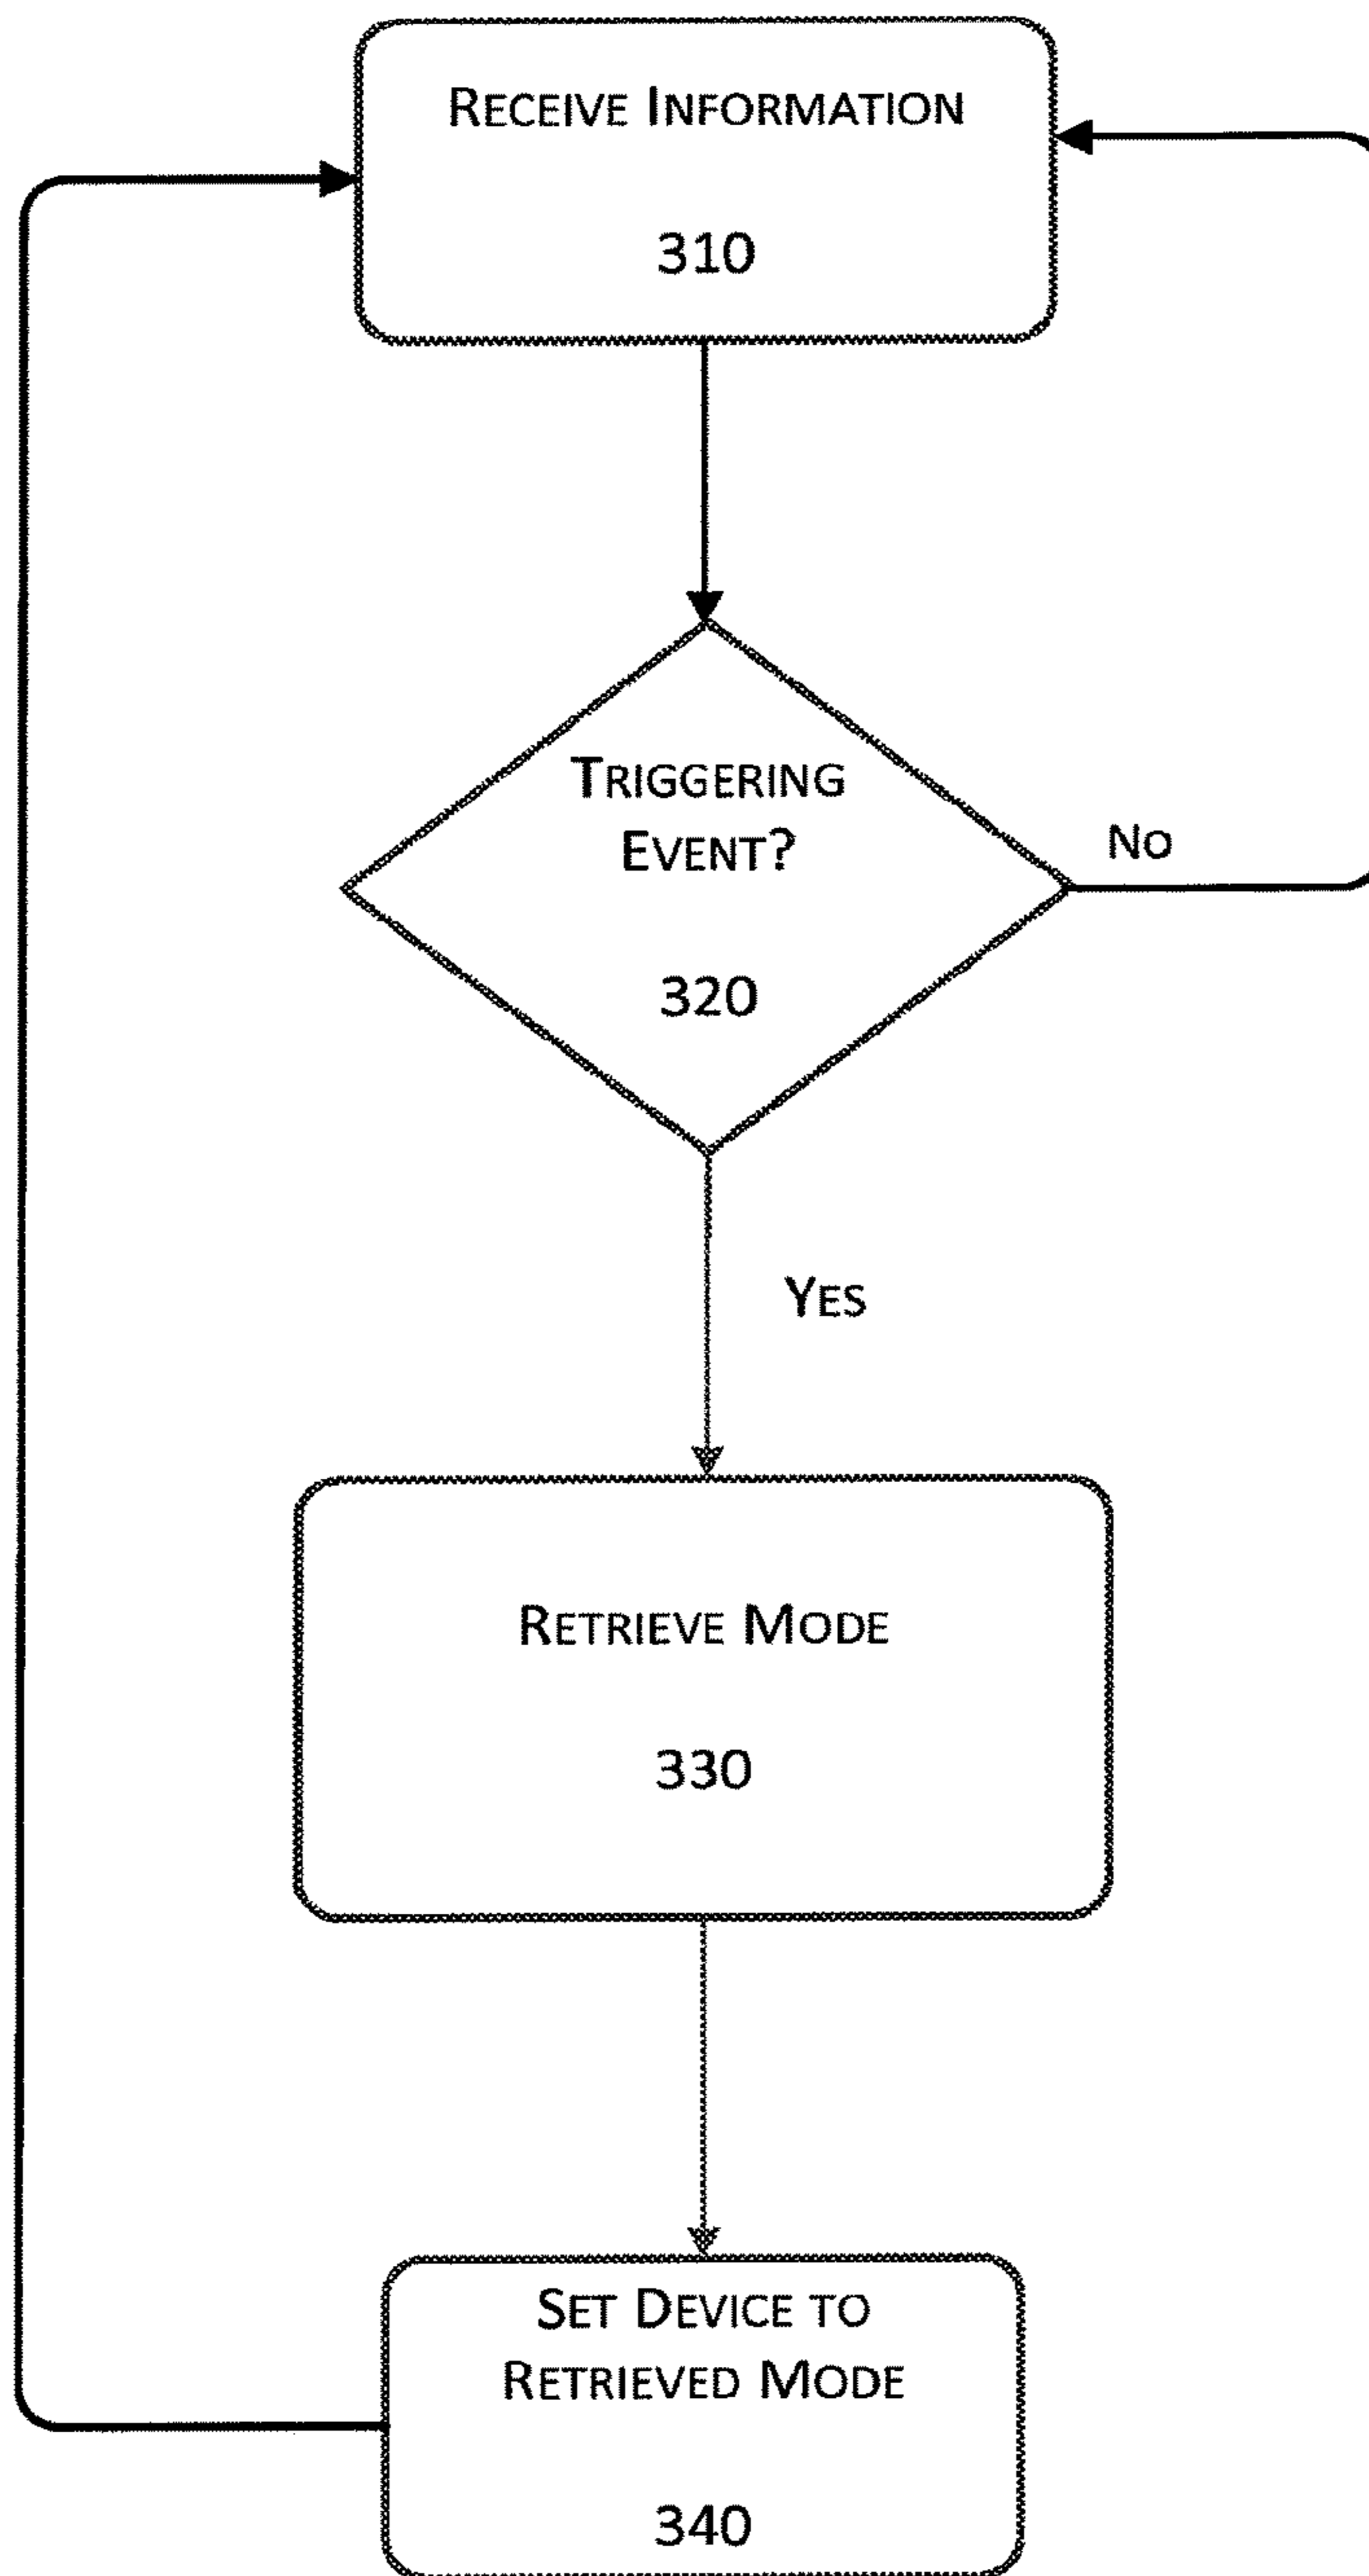 RECEIVE INFORMATION
310
TRIGGERING
EVENT?
320
NO
YES
RETRIEVE MODE
330
SET DEVICE TO
RETRIEVED MODE
340